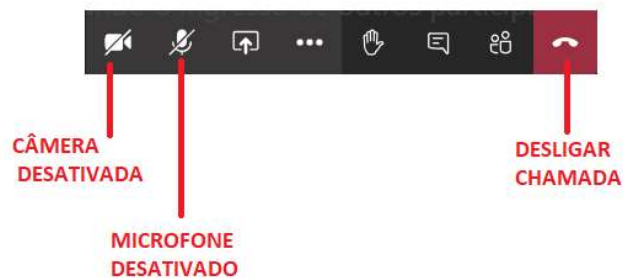 CÂMERA
DESATIVADA
MICROFONE
DESATIVADO
DESLIGAR
CHAMADA